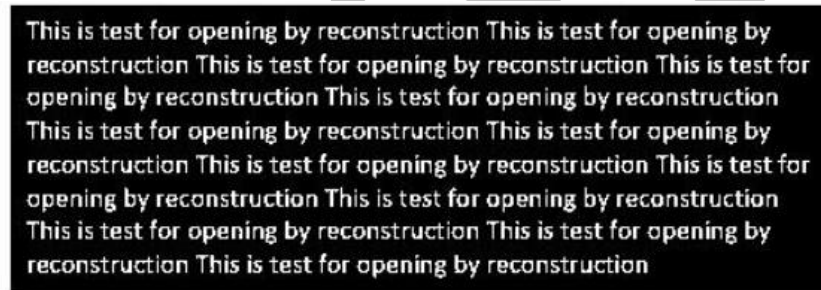 This is test for opening by reconstruction This is test for opening by
reconstruction This is test for opening by reconstruction This is test for
opening by reconstruction This is test for opening by reconstruction
This is test for opening by reconstruction This is test for opening by
reconstruction This is test for opening by reconstruction This is test for
opening by reconstruction This is test for opening by reconstruction
This is test for opening by reconstruction This is test for opening by
reconstruction This is test for opening by reconstruction